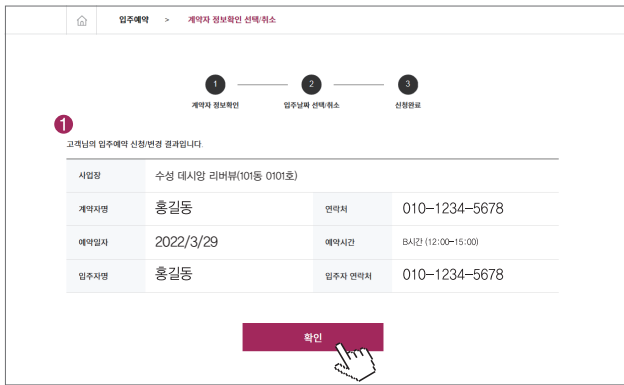 입주예약 > 계약자 정보확인 선택/취소
1 2 3
계약자 정보확인 입주날짜 선택/취소 신청완료
1
고객님의 입주예약 신청/변경 결과입니다.
사업장 수성 데시앙 리버뷰(101동 0101호)
계약자명 홍길동 연락처 010-1234-5678
예약일자 2022/3/29 예약시간 B시간 (12:00-15:00)
입주자명 홍길동 입주자 연락처 010-1234-5678
확인